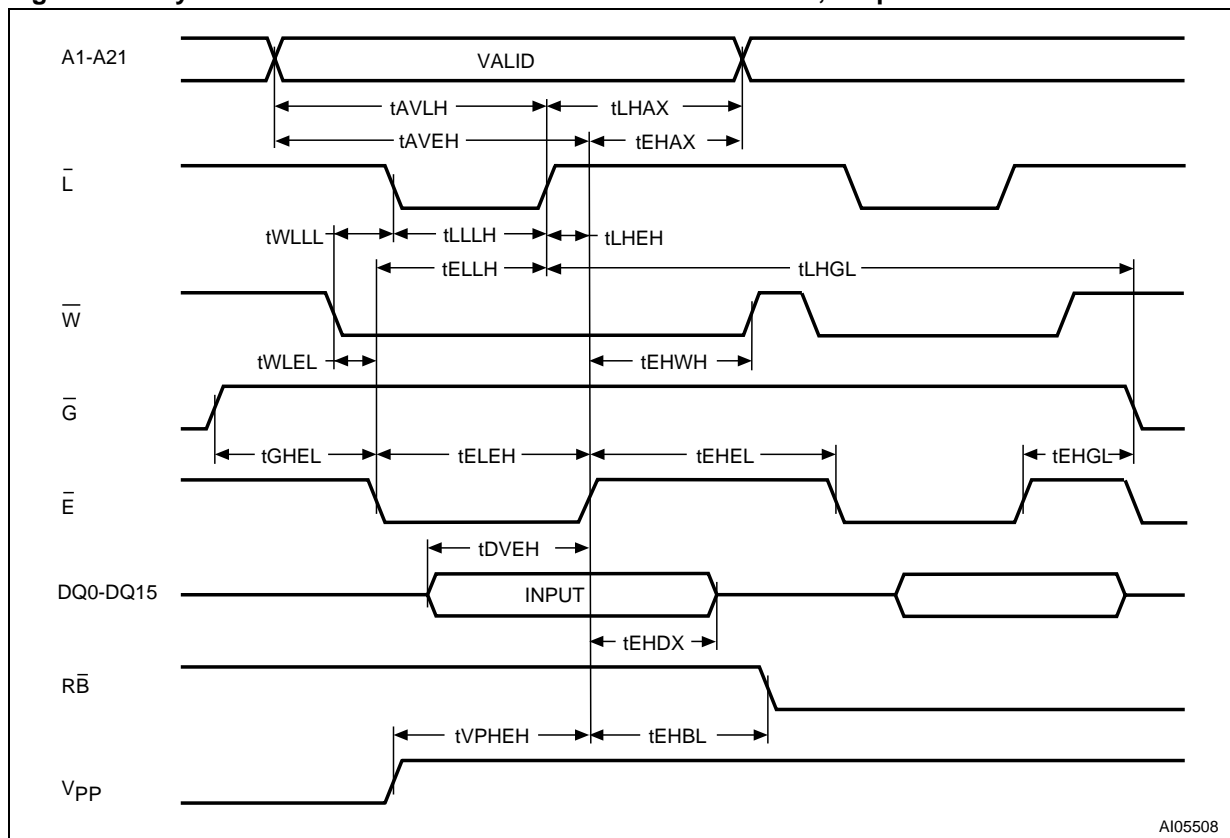 A1-A21
VALID
tAVLH
tLHAX
tAVEH
tEHAX
L̅
tWLLL
tLLLH
tLHEH
tELLH
tLHGL
W̅
tWLEL
tEHWH
G̅
tGHEL
tELEH
tEHEL
tEHGL
E̅
tDVEH
DQ0-DQ15
INPUT
tEHDX
RB̅
tVPHEH
tEHBL
VPP
AI05508